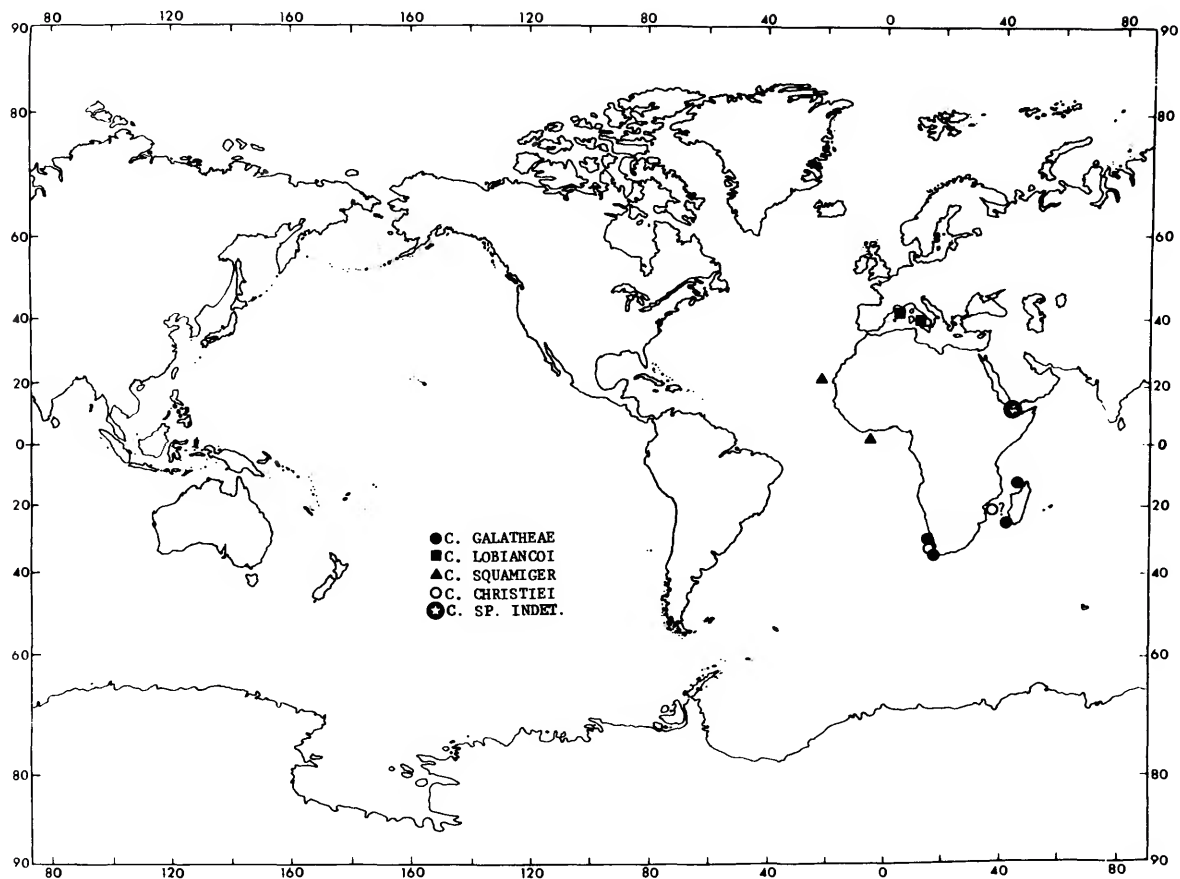 80 120 160 160 120 80 40 0 40 80
90 90
80 80
60 60
40 40
20 20
0 0
?
20 20
C. GALATHEAE
C. LOBIANCOI
40 C. SQUAMIGER 40
C. CHRISTIEI
C. SP. INDET.
60 60
80 80
90 90
80 120 160 160 120 80 40 0 40 80